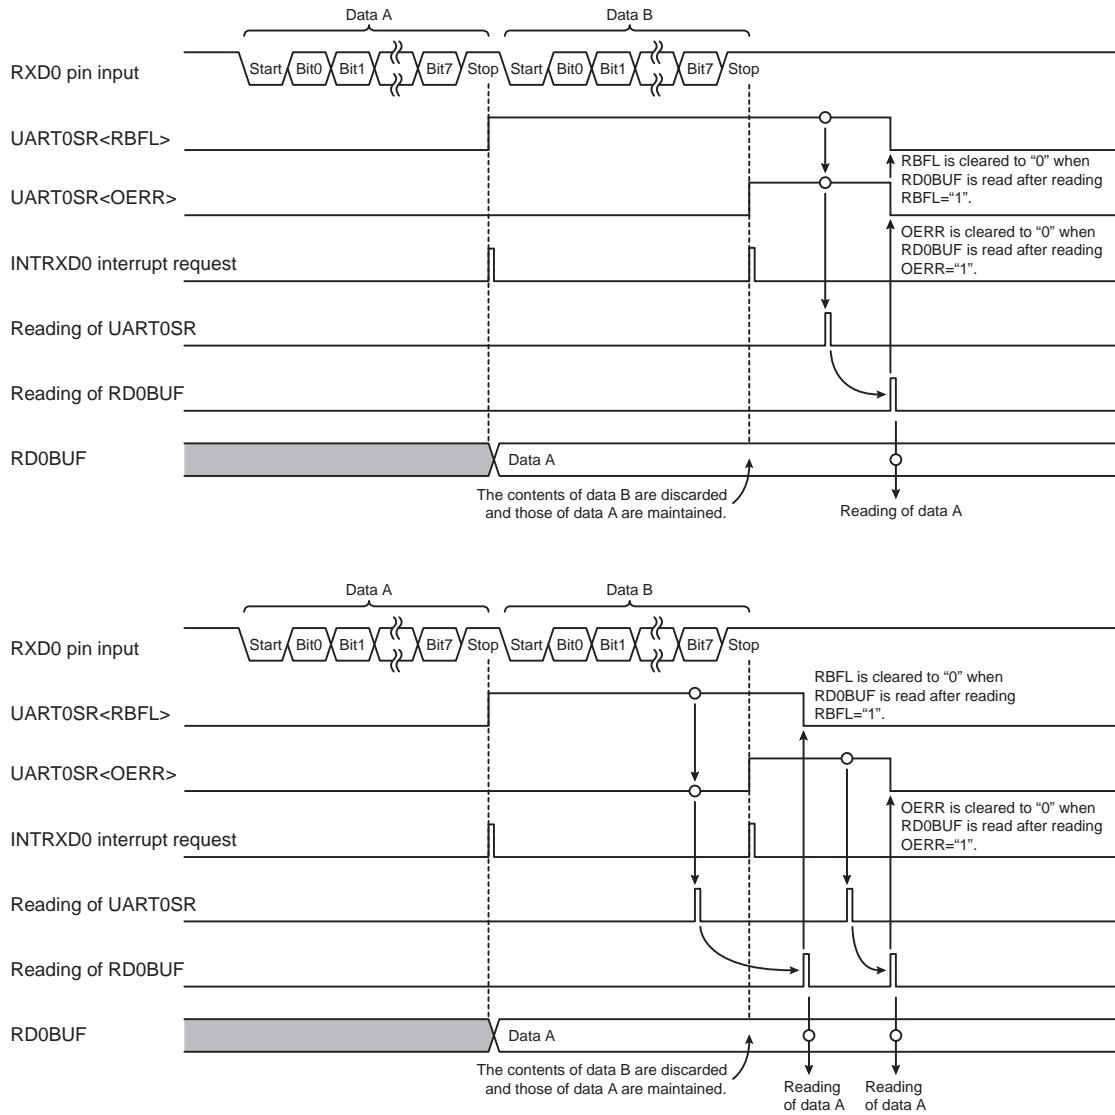 Data A
Data B
RXD0 pin input
Start Bit0 Bit1 Bit7 Stop Start Bit0 Bit1 Bit7 Stop
UART0SR<RBFL>
RBFL is cleared to “0” when
RD0BUF is read after reading
RBFL=“1”.
UART0SR<OERR>
OERR is cleared to “0” when
RD0BUF is read after reading
OERR=“1”.
INTRXD0 interrupt request
Reading of UART0SR
Reading of RD0BUF
RD0BUF
Data A
The contents of data B are discarded
and those of data A are maintained.
Reading of data A
Data A
Data B
RXD0 pin input
Start Bit0 Bit1 Bit7 Stop Start Bit0 Bit1 Bit7 Stop
RBFL is cleared to “0” when
RD0BUF is read after reading
RBFL=“1”.
UART0SR<RBFL>
UART0SR<OERR>
OERR is cleared to “0” when
RD0BUF is read after reading
OERR=“1”.
INTRXD0 interrupt request
Reading of UART0SR
Reading of RD0BUF
RD0BUF
Data A
The contents of data B are discarded
and those of data A are maintained.
Reading
of data A
Reading
of data A